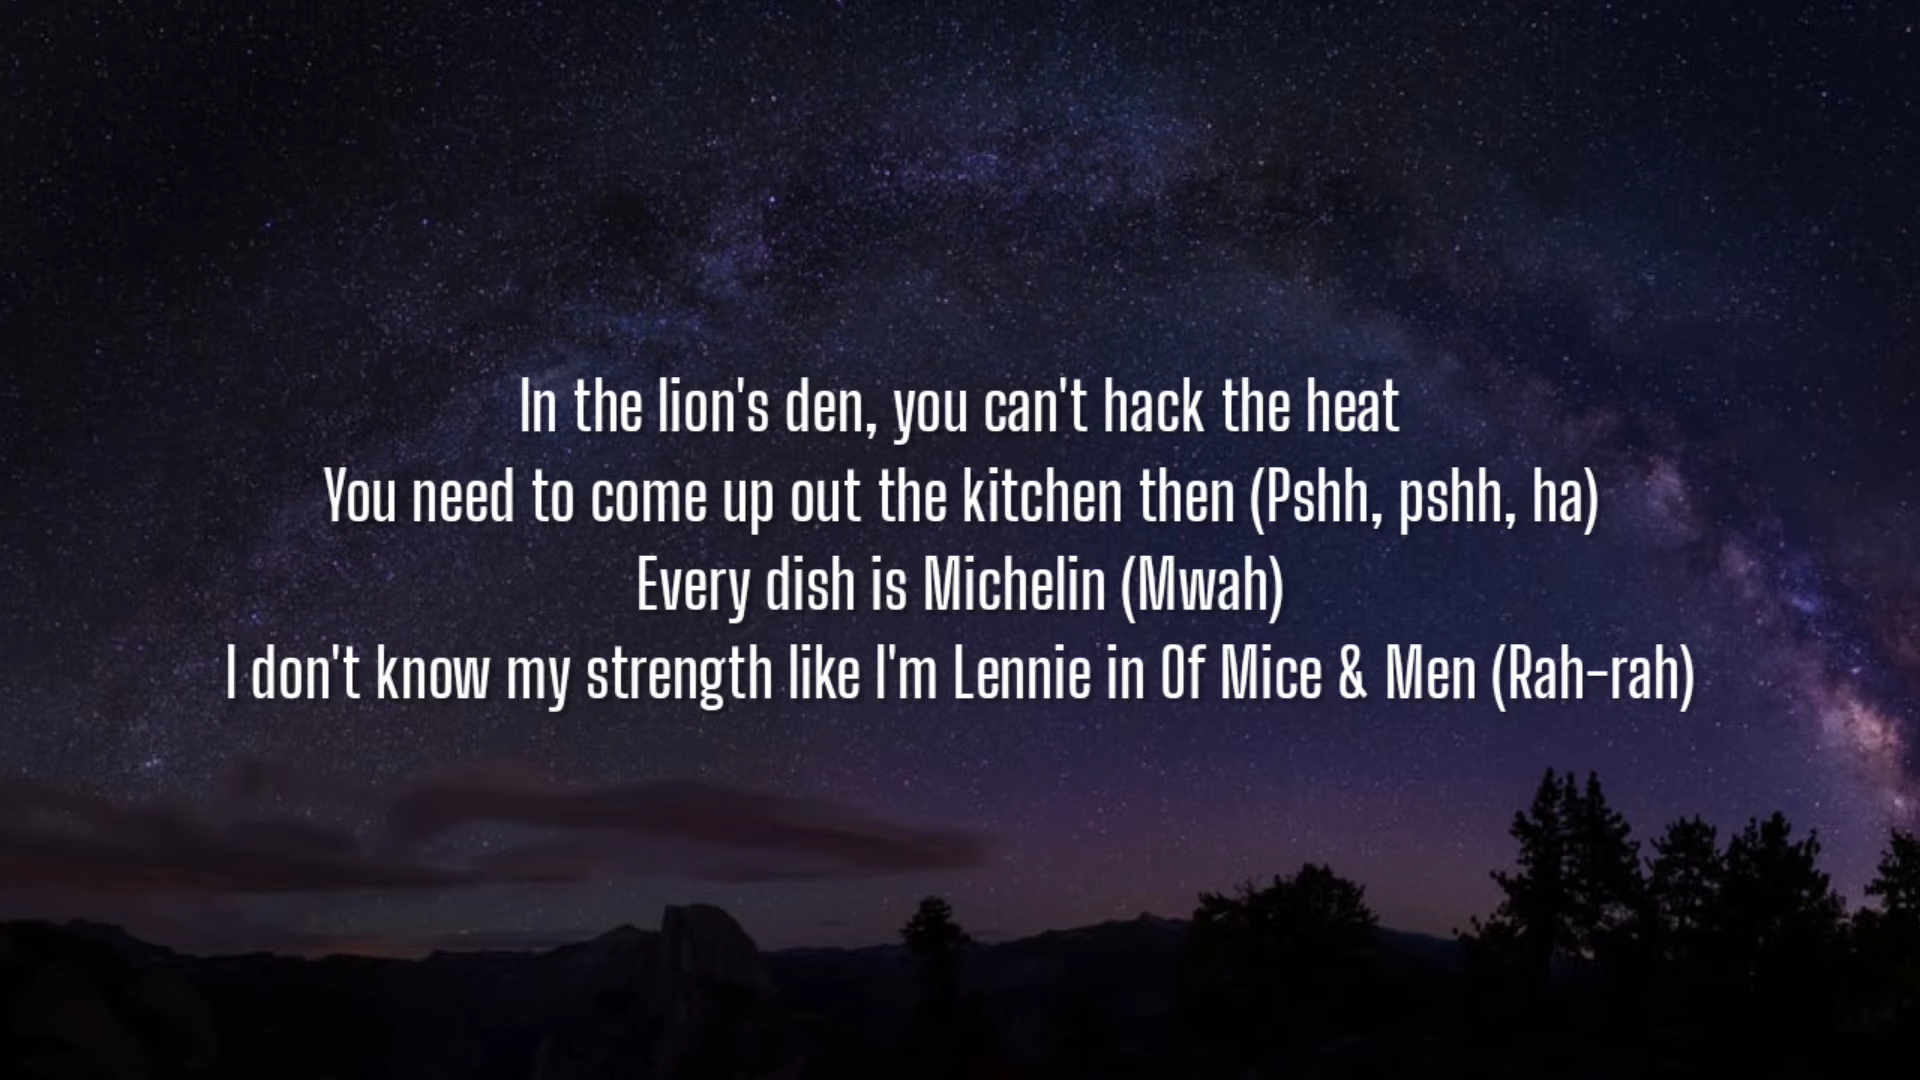 In the lion's den, you can't hack the heat
You need to come up out the kitchen then (Pshh, pshh, ha)
Every dish is Michelin (Mwah)
I don't know my strength like I'm Lennie in Of Mice & Men (Rah-rah)